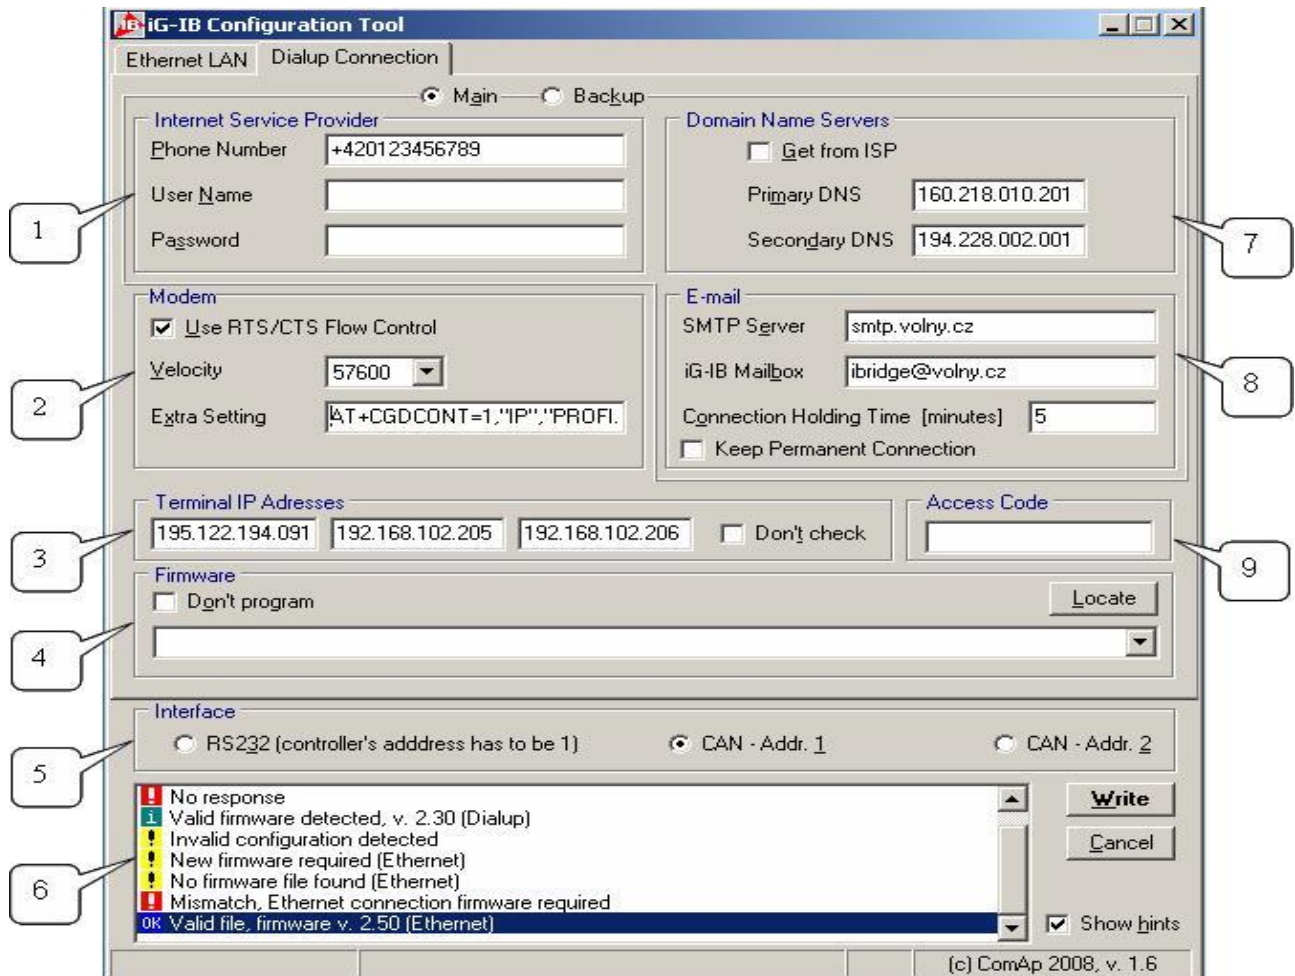 iG-IB Configuration Tool
Ethernet LAN Dialup Connection
Main Backup
Internet Service Provider
Phone Number +420123456789
User Name
Password
1
Domain Name Servers
Get from ISP
Primary DNS 160.218.010.201
Secondary DNS 194.228.002.001
7
Modem
Use RTS/CTS Flow Control
Velocity 57600
Extra Setting AT+CGDCONT=1,"IP","PROFI.
2
E-mail
SMTP Server smtp.volny.cz
iG-IB Mailbox ibridge@volny.cz
Connection Holding Time [minutes] 5
Keep Permanent Connection
8
Terminal IP Adresses
195.122.194.091 192.168.102.205 192.168.102.206 Don't check
3
Access Code
9
Firmware
Don't program
Locate
4
Interface
RS232 (controller's adddress has to be 1) CAN - Addr. 1 CAN - Addr. 2
5
! No response
i Valid firmware detected, v. 2.30 (Dialup)
! Invalid configuration detected
! New firmware required (Ethernet)
! No firmware file found (Ethernet)
! Mismatch, Ethernet connection firmware required
OK Valid file, firmware v. 2.50 (Ethernet)
6
Write
Cancel
Show hints
(c) ComAp 2008, v. 1.6